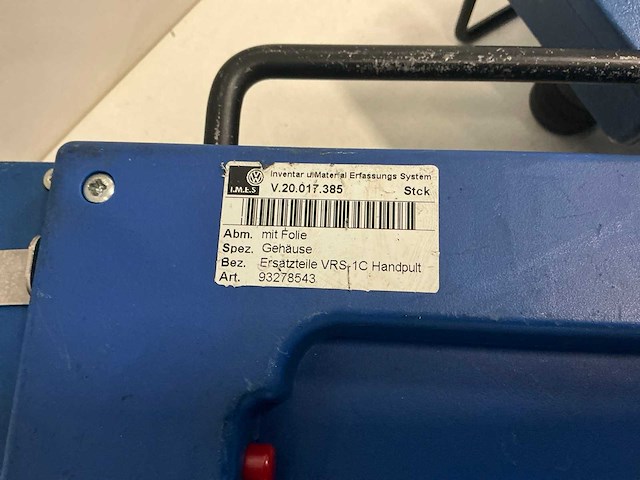 Inventar u Material Erfassungs System
I.M.E.S V.20.017.385 Stck
Abm. mit Folie
Spez. Gehäuse
Bez. Ersatzteile VRS-1C Handpult
Art. 93278543